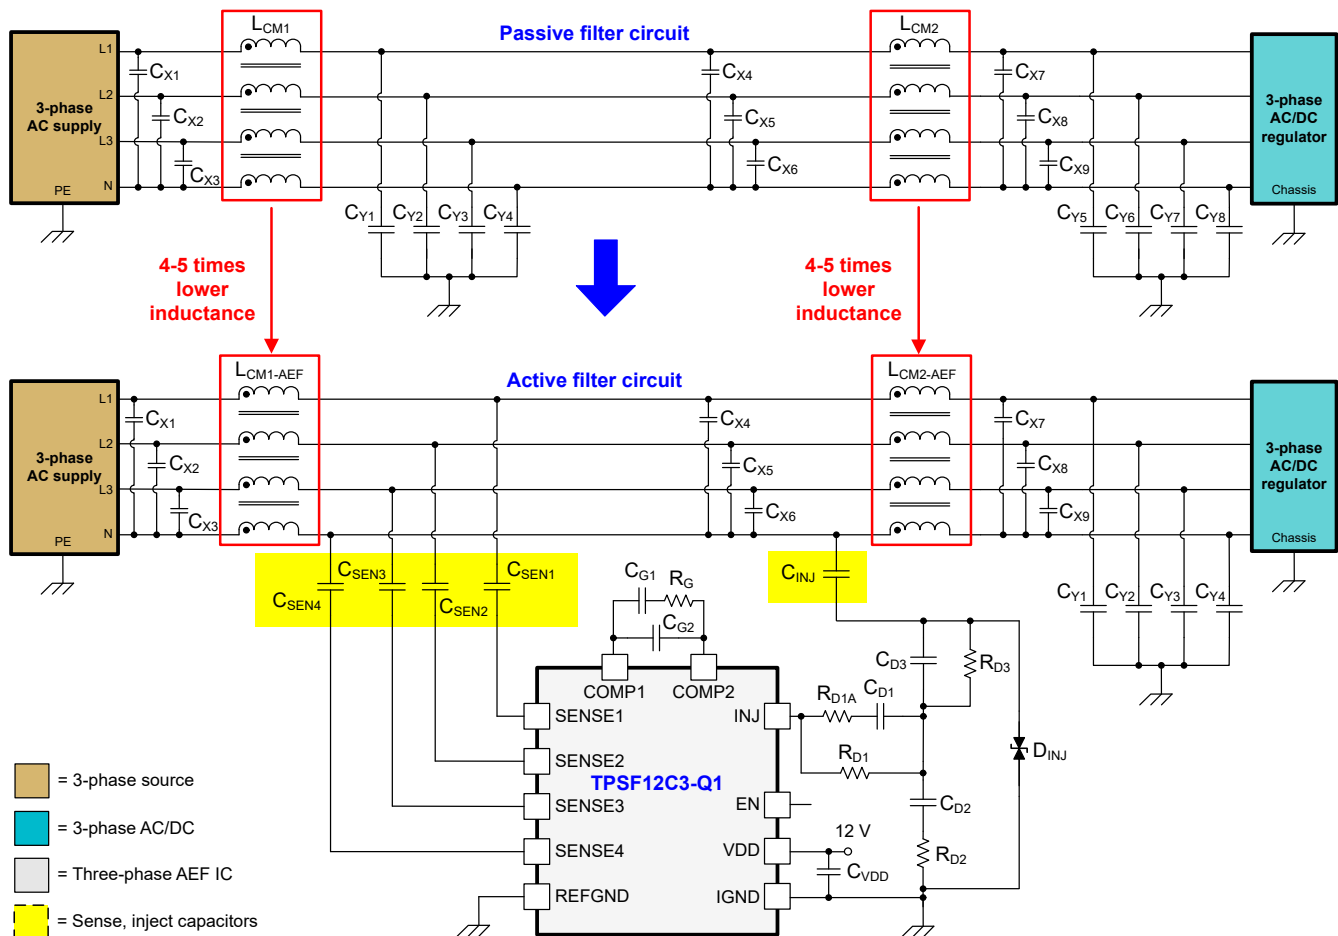 LCM1
Passive filter circuit
LCM2
L1
CX1
CX4
CX7
3-phase
AC supply
L2
CX2
CX5
CX8
3-phase
AC/DC
regulator
L3
CX3
CX6
CX9
PE
N
Chassis
CY1
CY2
CY3
CY4
CY5
CY6
CY7
CY8
4-5 times
lower
inductance
4-5 times
lower
inductance
LCM1-AEF
Active filter circuit
LCM2-AEF
L1
CX1
CX4
CX7
3-phase
AC supply
L2
CX2
CX5
CX8
3-phase
AC/DC
regulator
L3
CX3
CX6
CX9
PE
N
Chassis
CSEN4
CSEN3
CSEN2
CSEN1
CG1
RG
CG2
CINJ
CY1
CY2
CY3
CY4
COMP1
COMP2
CD3
RD3
SENSE1
INJ
RD1A
CD1
SENSE2
RD1
DINJ
TPSF12C3-Q1
SENSE3
EN
CD2
SENSE4
VDD
12 V
CVDD
RD2
REFGND
IGND
= 3-phase source
= 3-phase AC/DC
= Three-phase AEF IC
= Sense, inject capacitors